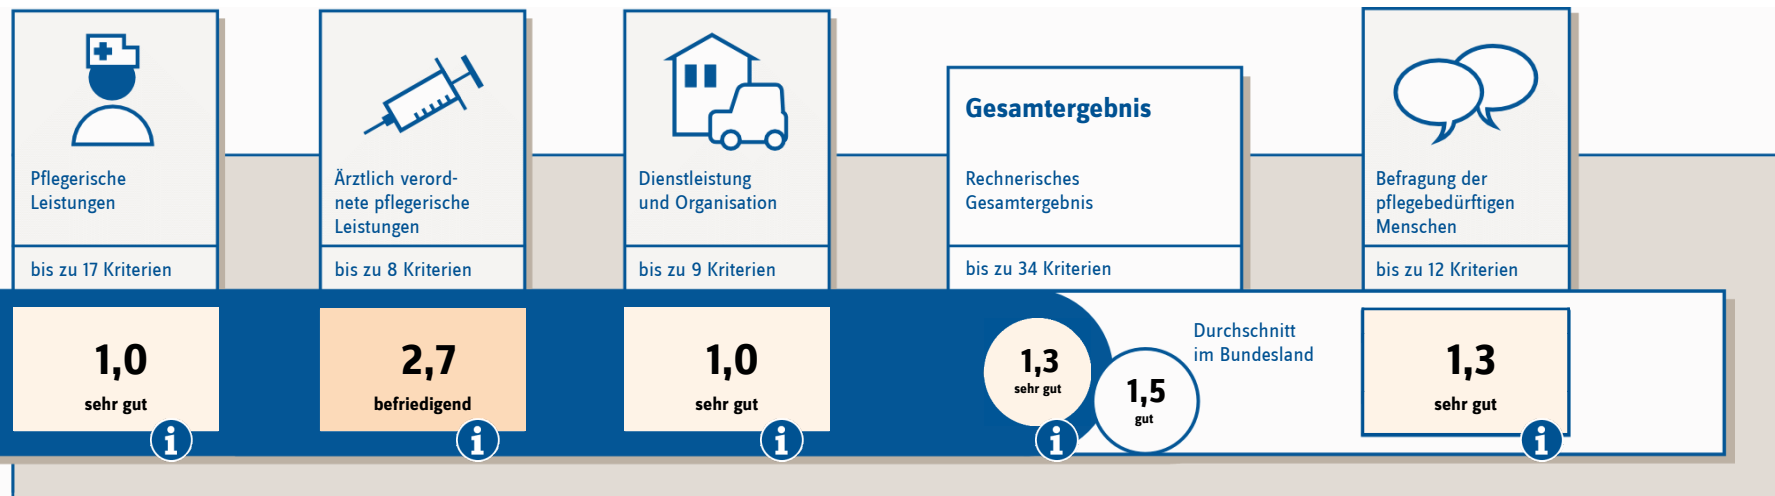 Pflegerische
Leistungen
bis zu 17 Kriterien
1,0
sehr gut
Ärztlich verord-
nete pflegerische
Leistungen
bis zu 8 Kriterien
2,7
befriedigend
Dienstleistung
und Organisation
bis zu 9 Kriterien
1,0
sehr gut
Gesamtergebnis
Rechnerisches
Gesamtergebnis
bis zu 34 Kriterien
1,3
sehr gut
Durchschnitt
im Bundesland
1,5
gut
Befragung der
pflegebedürftigen
Menschen
bis zu 12 Kriterien
1,3
sehr gut